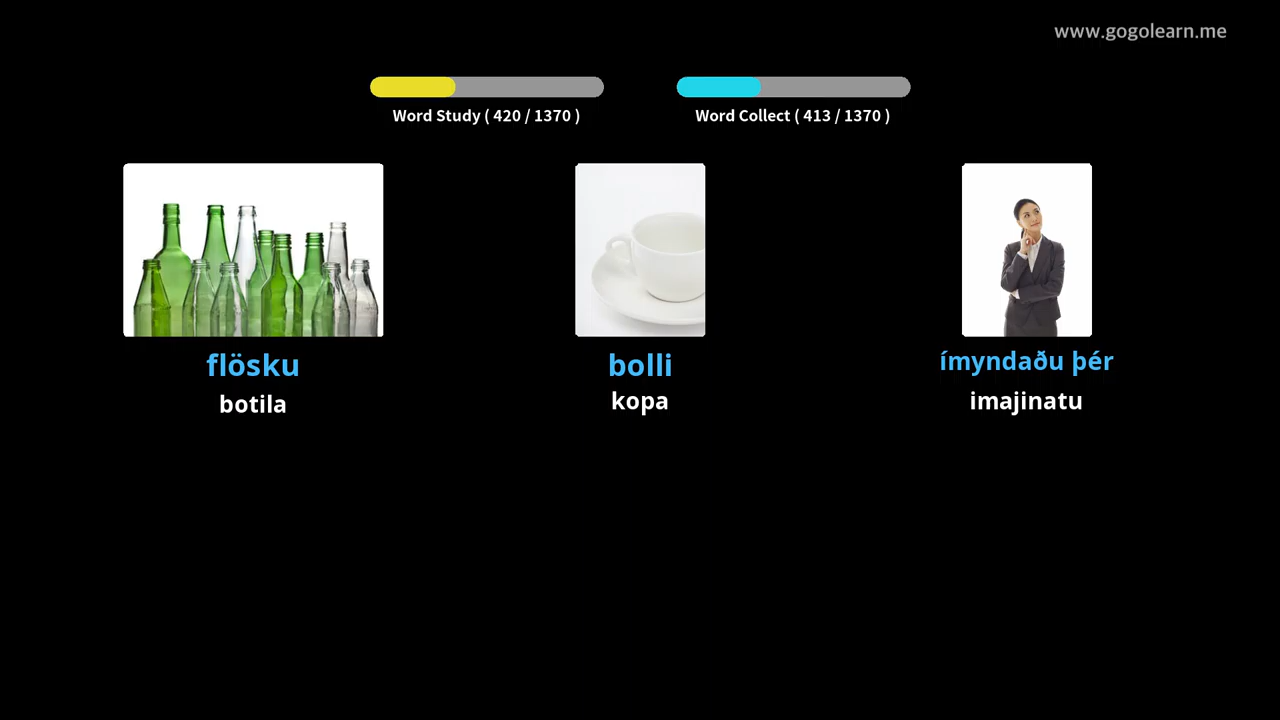 www.gogolearn.me
Word Study ( 420 / 1370 )
Word Collect ( 413 / 1370 )
flösku
botila
bolli
kopa
ímyndaðu þér
imajinatu